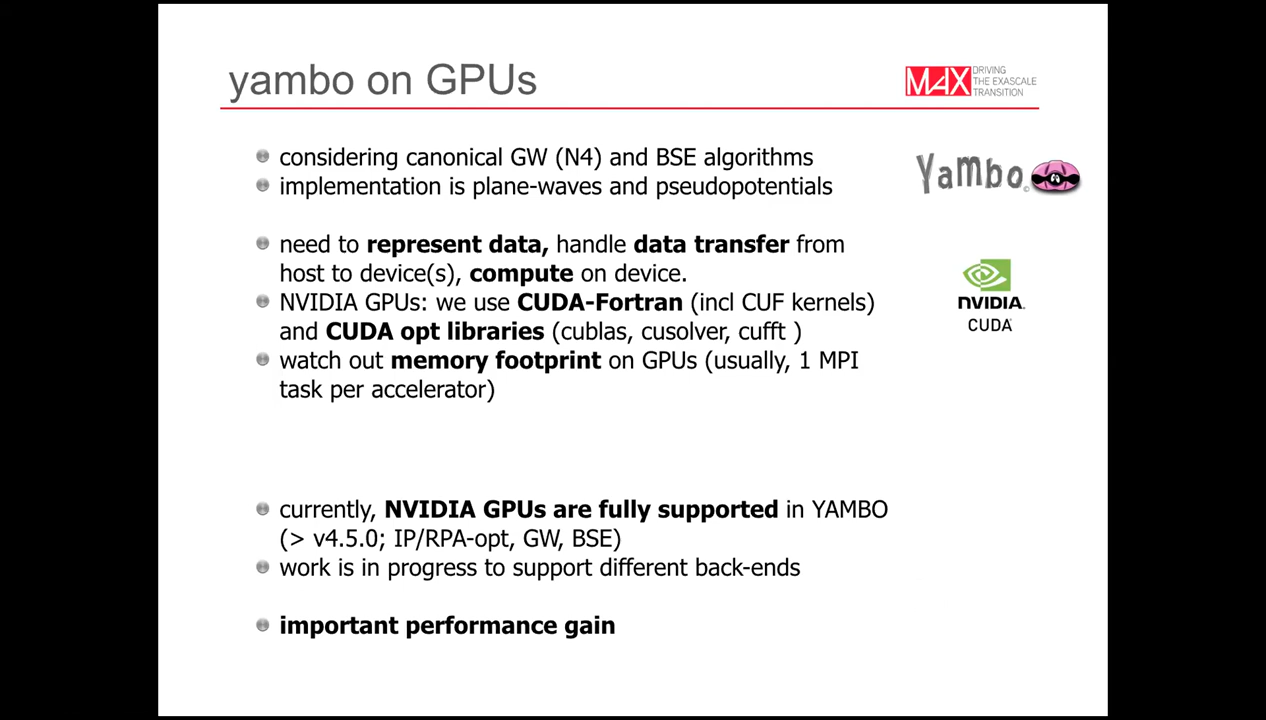 yambo on GPUs
MAX DRIVING
THE EXASCALE
TRANSITION
considering canonical GW (N4) and BSE algorithms
implementation is plane-waves and pseudopotentials
Yambo©
need to represent data, handle data transfer from
host to device(s), compute on device.
NVIDIA GPUs: we use CUDA-Fortran (incl CUF kernels)
and CUDA opt libraries (cublas, cusolver, cufft )
watch out memory footprint on GPUs (usually, 1 MPI
task per accelerator)
NVIDIA.
CUDA®
currently, NVIDIA GPUs are fully supported in YAMBO
(> v4.5.0; IP/RPA-opt, GW, BSE)
work is in progress to support different back-ends
important performance gain